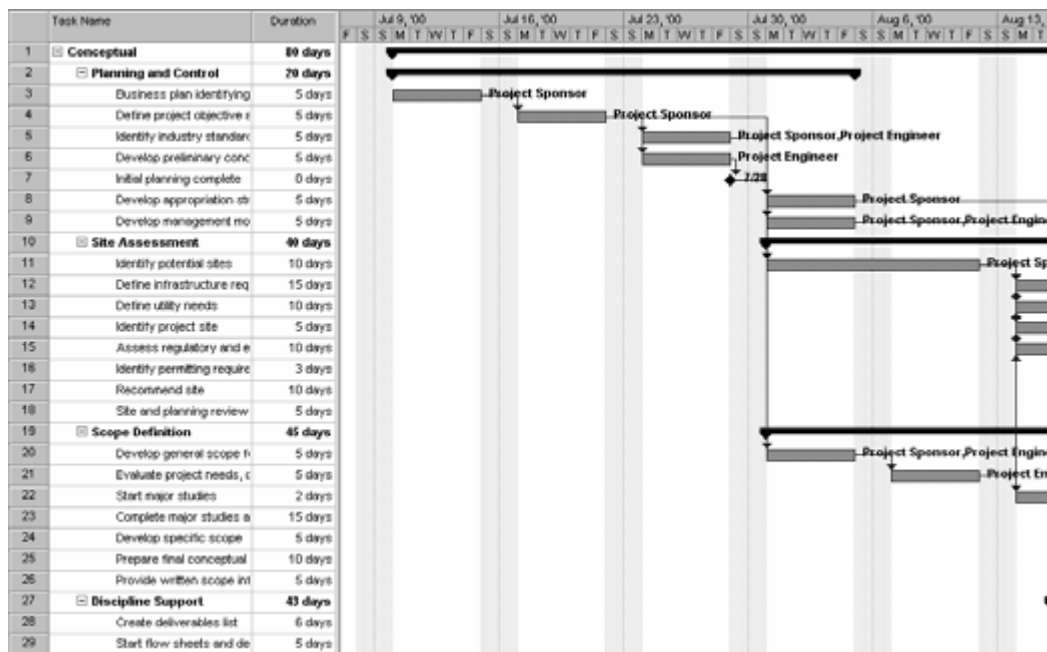 Task Name Duration Jul 9, '00 Jul 16, '00 Jul 23, '00 Jul 30, '00 Aug 6, '00 Aug 13,
F S S M T W T F S S M T W T F S S M T W T F S S M T W T F S S M T W T F S S M T
1 Conceptual 80 days
2 Planning and Control 20 days
3 Business plan identifying 5 days Project Sponsor
4 Define project objective a 5 days Project Sponsor
5 Identify industry standard 5 days Project Sponsor,Project Engineer
6 Develop preliminary conc 5 days Project Engineer
7 Initial planning complete 0 days 7/28
8 Develop appropriation str 5 days Project Sponsor
9 Develop management mo 5 days Project Sponsor,Project Engine
10 Site Assessment 40 days
11 Identify potential sites 10 days Project Sp
12 Define infrastructure req 15 days
13 Define utility needs 10 days
14 Identify project site 5 days
15 Assess regulatory and e 10 days
16 Identify permitting require 3 days
17 Recommend site 10 days
18 Site and planning review 5 days
19 Scope Definition 45 days
20 Develop general scope 5 days Project Sponsor,Project Engine
21 Evaluate project needs, 5 days Project En
22 Start major studies 2 days
23 Complete major studies a 15 days
24 Develop specific scope 5 days
25 Prepare final conceptual 10 days
26 Provide written scope int 5 days
27 Discipline Support 43 days
28 Create deliverables list 6 days
29 Start flow sheets and de 5 days